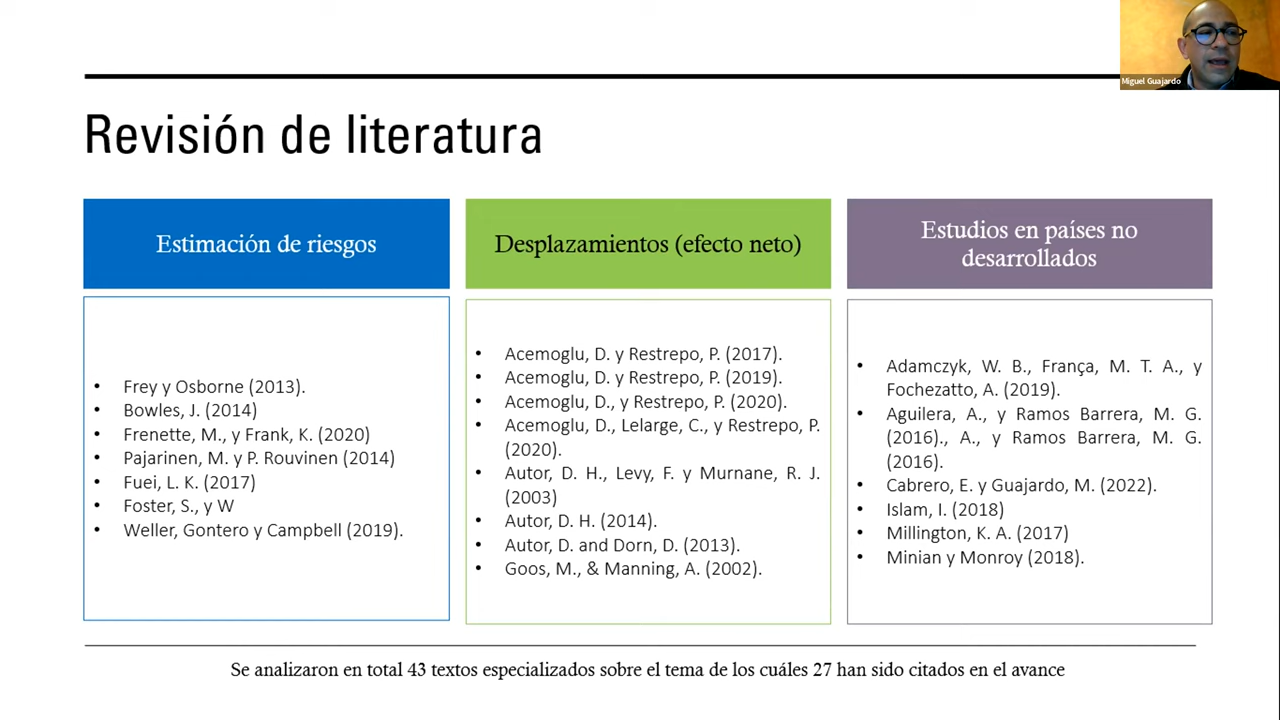 Miguel Guajardo
Revisión de literatura
Estimación de riesgos
• Frey y Osborne (2013).
• Bowles, J. (2014)
• Frenette, M., y Frank, K. (2020)
• Pajarinen, M. y P. Rouvinen (2014)
• Fuei, L. K. (2017)
• Foster, S., y W
• Weller, Gontero y Campbell (2019).
Desplazamientos (efecto neto)
• Acemoglu, D. y Restrepo, P. (2017).
• Acemoglu, D. y Restrepo, P. (2019).
• Acemoglu, D., y Restrepo, P. (2020).
• Acemoglu, D., Lelarge, C., y Restrepo, P.
(2020).
• Autor, D. H., Levy, F. y Murnane, R. J.
(2003)
• Autor, D. H. (2014).
• Autor, D. and Dorn, D. (2013).
• Goos, M., & Manning, A. (2002).
Estudios en países no
desarrollados
• Adamczyk, W. B., França, M. T. A., y
Fochezatto, A. (2019).
• Aguilera, A., y Ramos Barrera, M. G.
(2016)., A., y Ramos Barrera, M. G.
(2016).
• Cabrero, E. y Guajardo, M. (2022).
• Islam, I. (2018)
• Millington, K. A. (2017)
• Minian y Monroy (2018).
Se analizaron en total 43 textos especializados sobre el tema de los cuáles 27 han sido citados en el avance